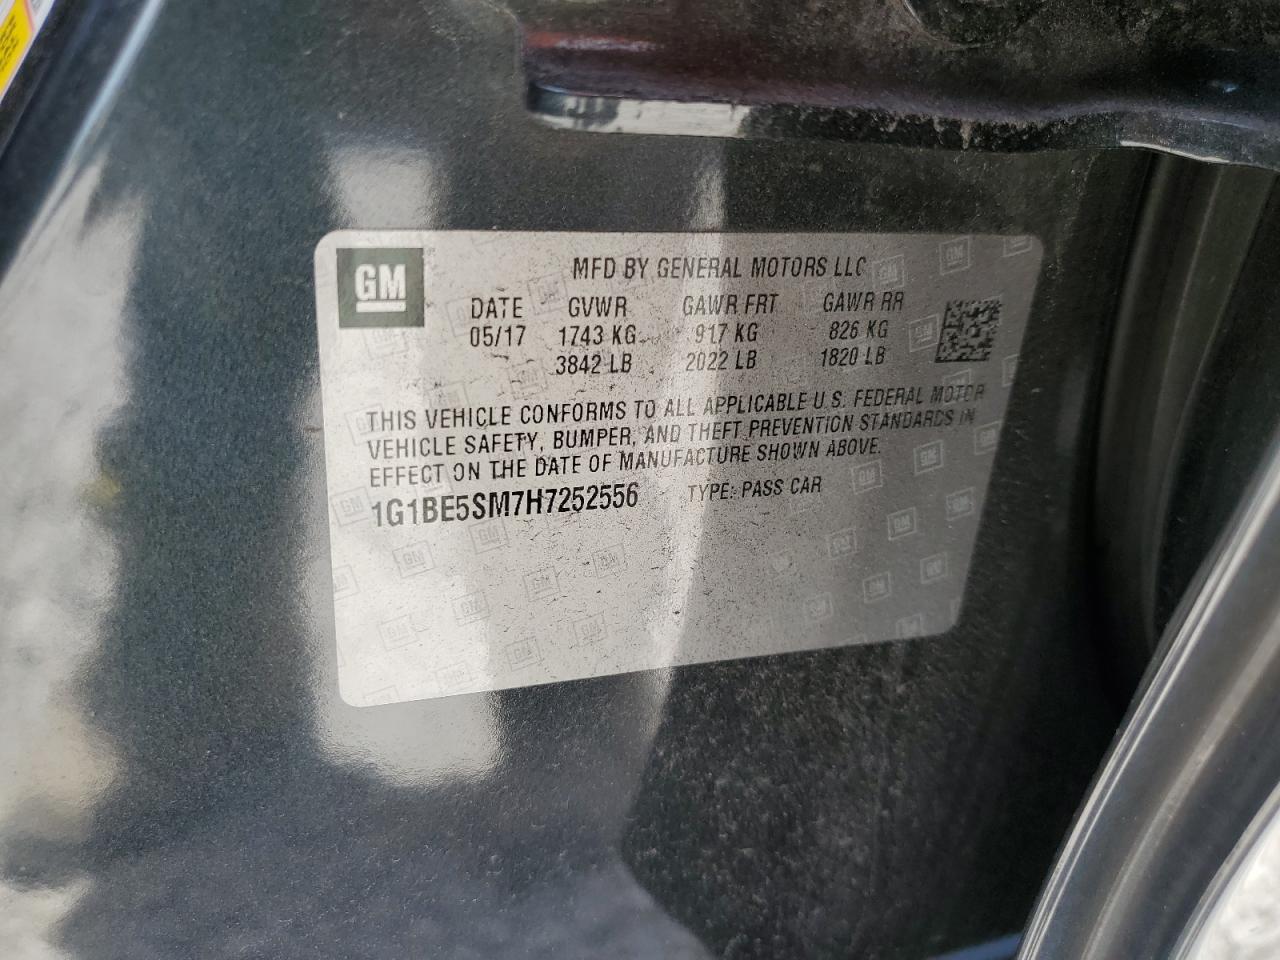 GM
MFD BY GENERAL MOTORS LLC
DATE GVWR GAWR FRT GAWR RR
05/17 1743 KG 917 KG 826 KG
3842 LB 2022 LB 1820 LB
THIS VEHICLE CONFORMS TO ALL APPLICABLE U.S. FEDERAL MOTOR
VEHICLE SAFETY, BUMPER, AND THEFT PREVENTION STANDARDS IN
EFFECT ON THE DATE OF MANUFACTURE SHOWN ABOVE.
1G1BE5SM7H7252556 TYPE: PASS CAR